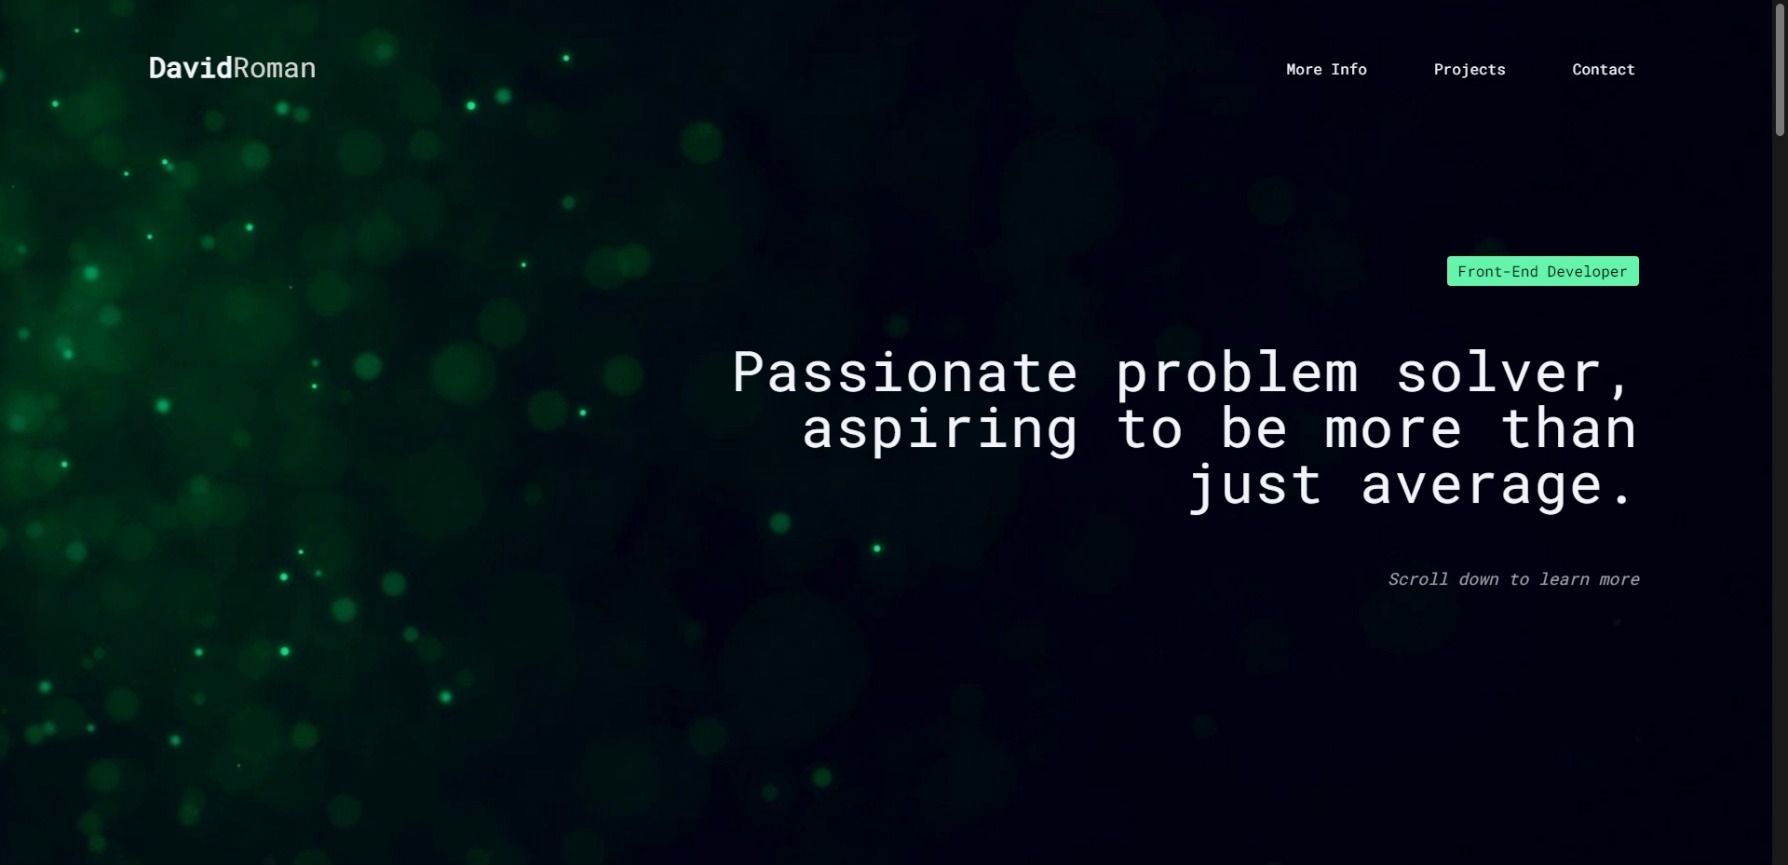 DavidRoman
More Info Projects Contact
Front-End Developer
Passionate problem solver,
aspiring to be more than
just average.
Scroll down to learn more